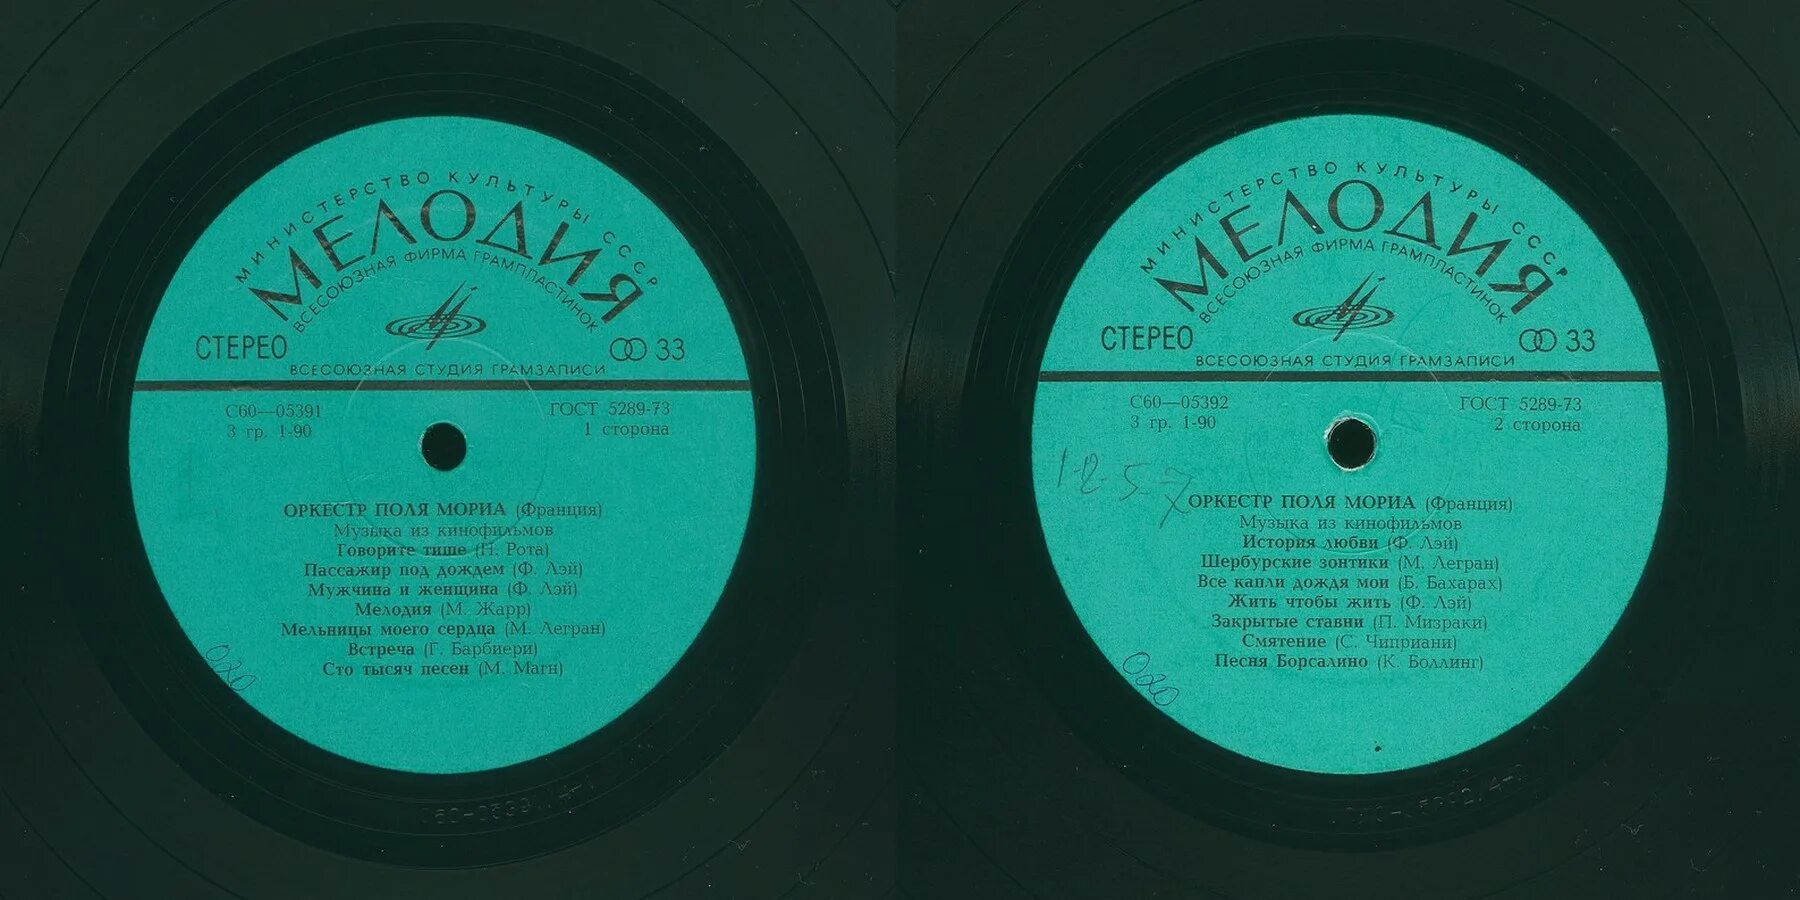 МИНИСТЕРСТВО КУЛЬТУРЫ СССР
МЕЛОДИЯ
ВСЕСОЮЗНАЯ ФИРМА ГРАМПЛАСТИНОК
СТЕРЕО
33
ВСЕСОЮЗНАЯ СТУДИЯ ГРАМЗАПИСИ
С60—05391
ГОСТ 5289-73
3 гр. 1-90
1 сторона
ОРКЕСТР ПОЛЯ МОРИА (Франция)
Музыка из кинофильмов
Говорите тише (Н. Рота)
Пассажир под дождем (Ф. Лэй)
Мужчина и женщина (Ф. Лэй)
Мелодия (М. Жарр)
Мельницы моего сердца (М. Легран)
Встреча (Г. Барбиери)
Сто тысяч песен (М. Магн)
020
МИНИСТЕРСТВО КУЛЬТУРЫ СССР
МЕЛОДИЯ
ВСЕСОЮЗНАЯ ФИРМА ГРАМПЛАСТИНОК
СТЕРЕО
33
ВСЕСОЮЗНАЯ СТУДИЯ ГРАМЗАПИСИ
С60—05392
ГОСТ 5289-73
3 гр. 1-90
2 сторона
1-2-5-7
ОРКЕСТР ПОЛЯ МОРИА (Франция)
Музыка из кинофильмов
История любви (Ф. Лэй)
Шербурские зонтики (М. Легран)
Все капли дождя мои (Б. Бахарах)
Жить чтобы жить (Ф. Лэй)
Закрытые ставни (П. Мизраки)
Смятение (С. Чиприани)
Песня Борсалино (К. Боллинг)
020